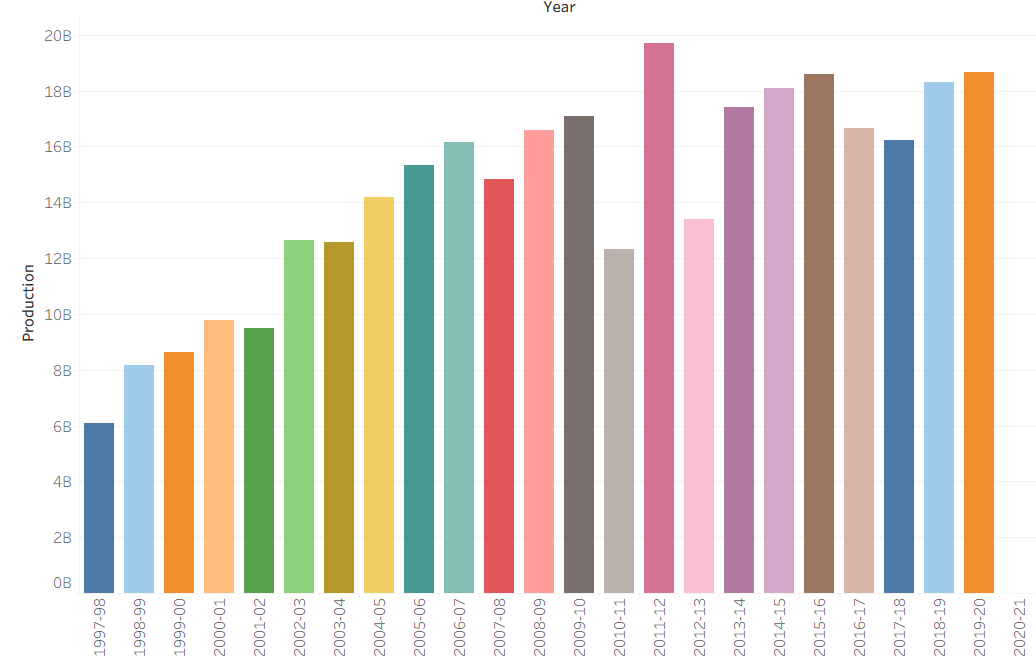 Year
Production
20B
18B
16B
14B
12B
10B
8B
6B
4B
2B
0B
1997-98
1998-99
1999-00
2000-01
2001-02
2002-03
2003-04
2004-05
2005-06
2006-07
2007-08
2008-09
2009-10
2010-11
2011-12
2012-13
2013-14
2014-15
2015-16
2016-17
2017-18
2018-19
2019-20
2020-21